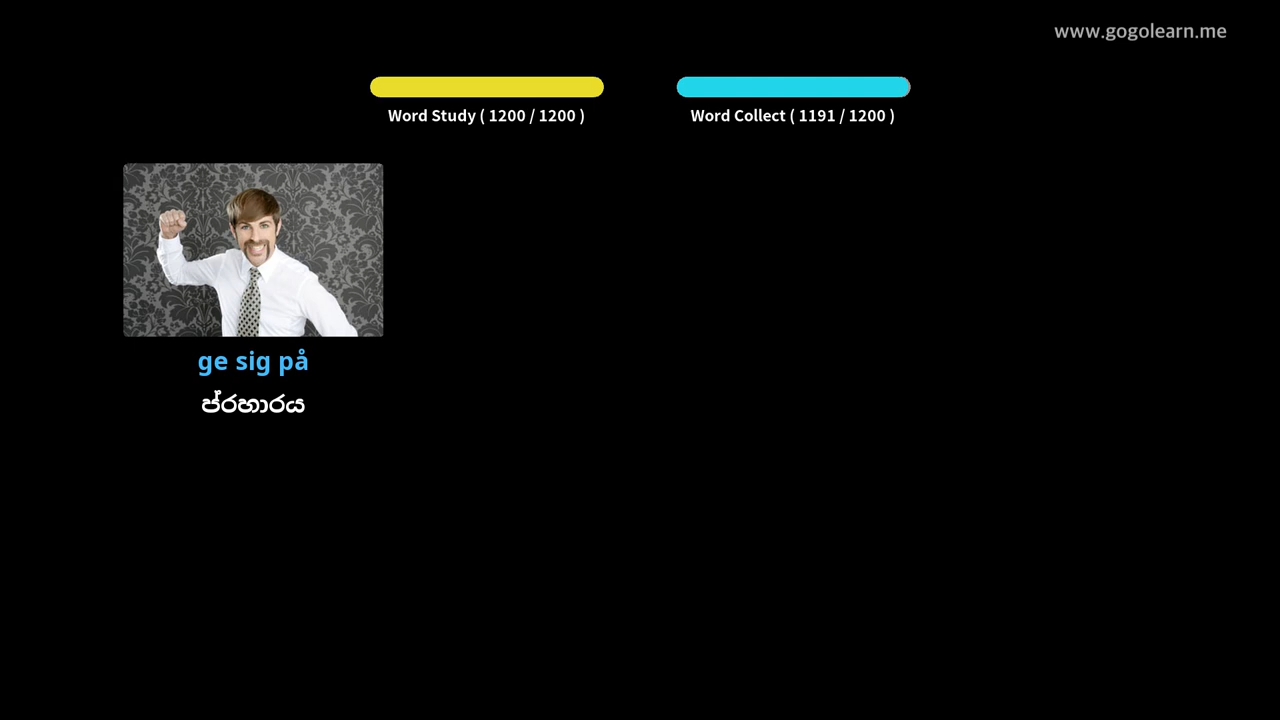 www.gogolearn.me
Word Study ( 1200 / 1200 )
Word Collect ( 1191 / 1200 )
ge sig på
ප්රහාරය